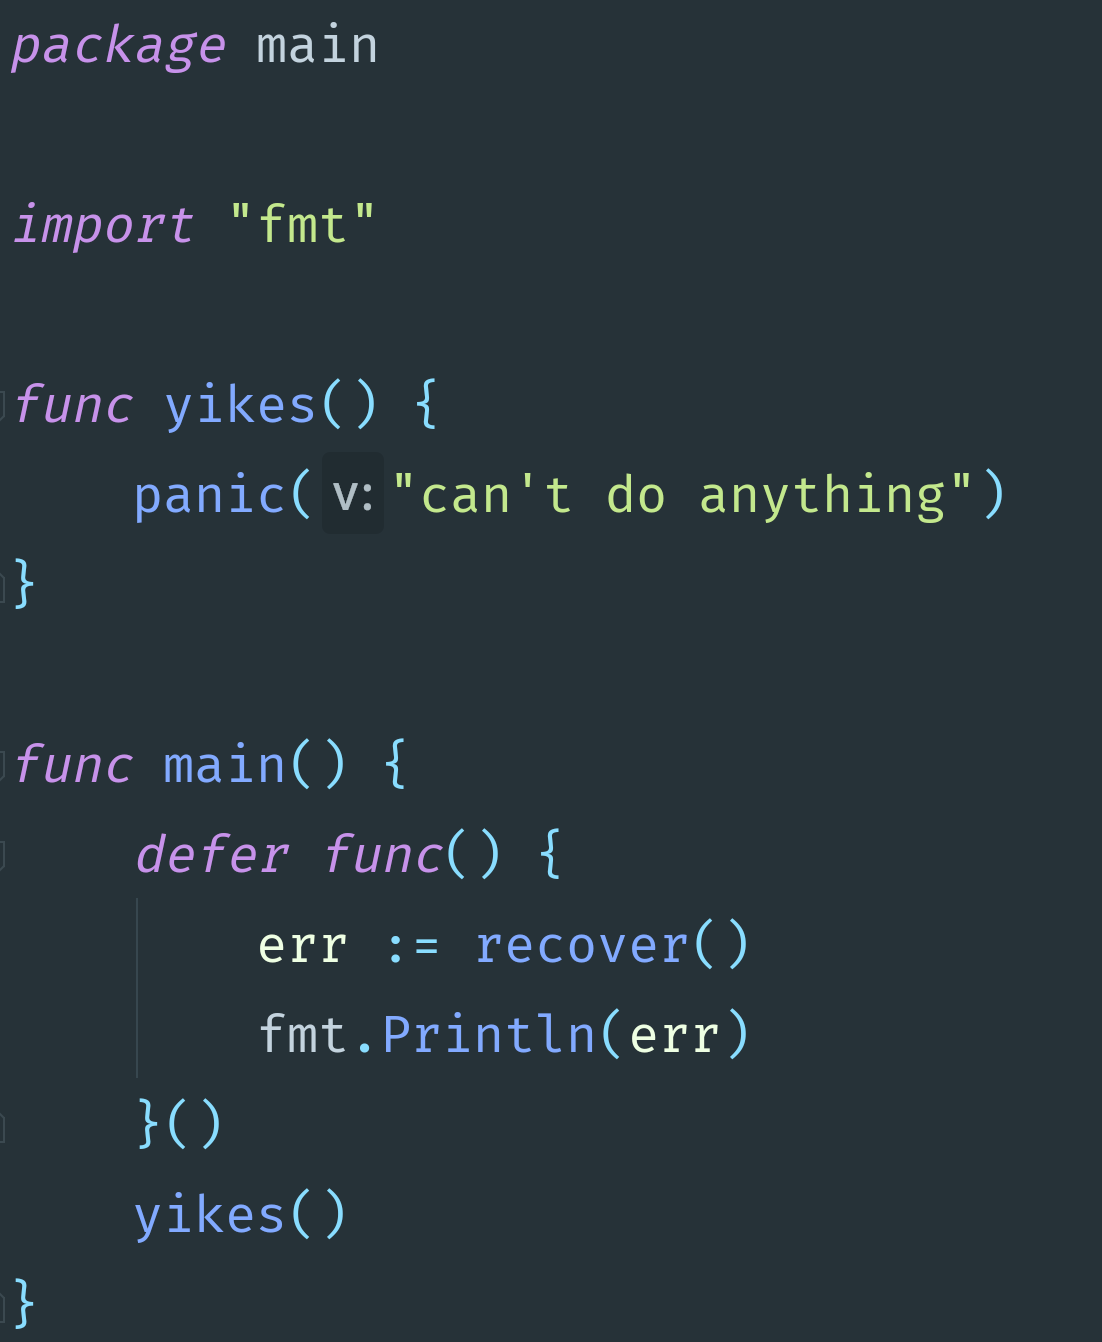 package main
import "fmt"
func yikes() {
panic( v: "can't do anything")
}
func main() {
defer func() {
err := recover()
fmt.Println(err)
}()
yikes()
}